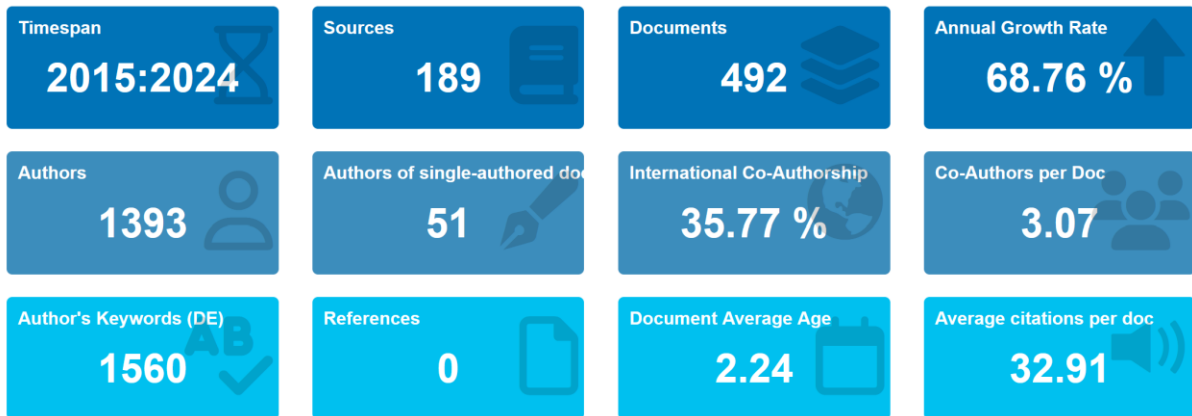 Timespan
2015:2024
Sources
189
Documents
492
Annual Growth Rate
68.76 %
Authors
1393
Authors of single-authored doc
51
International Co-Authorship
35.77 %
Co-Authors per Doc
3.07
Author's Keywords (DE)
AB
1560
References
0
Document Average Age
2.24
Average citations per doc
32.91